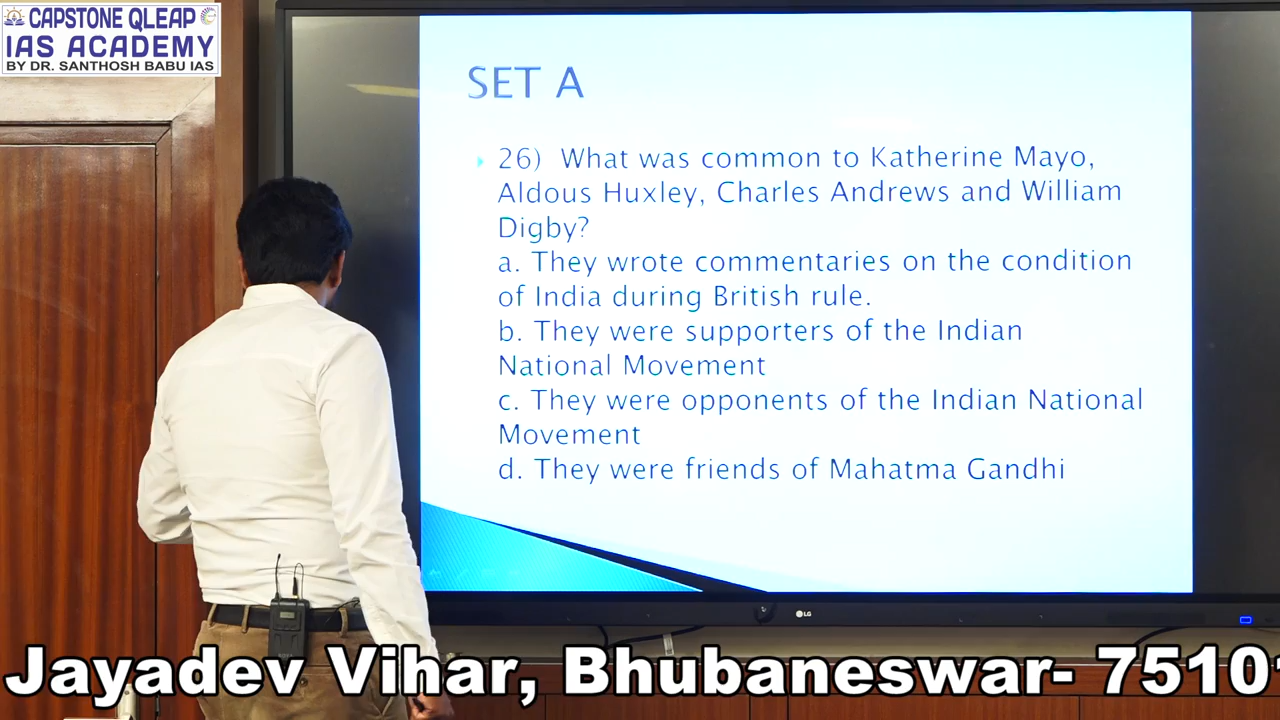 CAPSTONE QLEAP
IAS ACADEMY
BY DR. SANTHOSH BABU IAS
SET A
26) What was common to Katherine Mayo,
Aldous Huxley, Charles Andrews and William
Digby?
a. They wrote commentaries on the condition
of India during British rule.
b. They were supporters of the Indian
National Movement
c. They were opponents of the Indian National
Movement
d. They were friends of Mahatma Gandhi
LG
Jayadev Vihar, Bhubaneswar- 7510